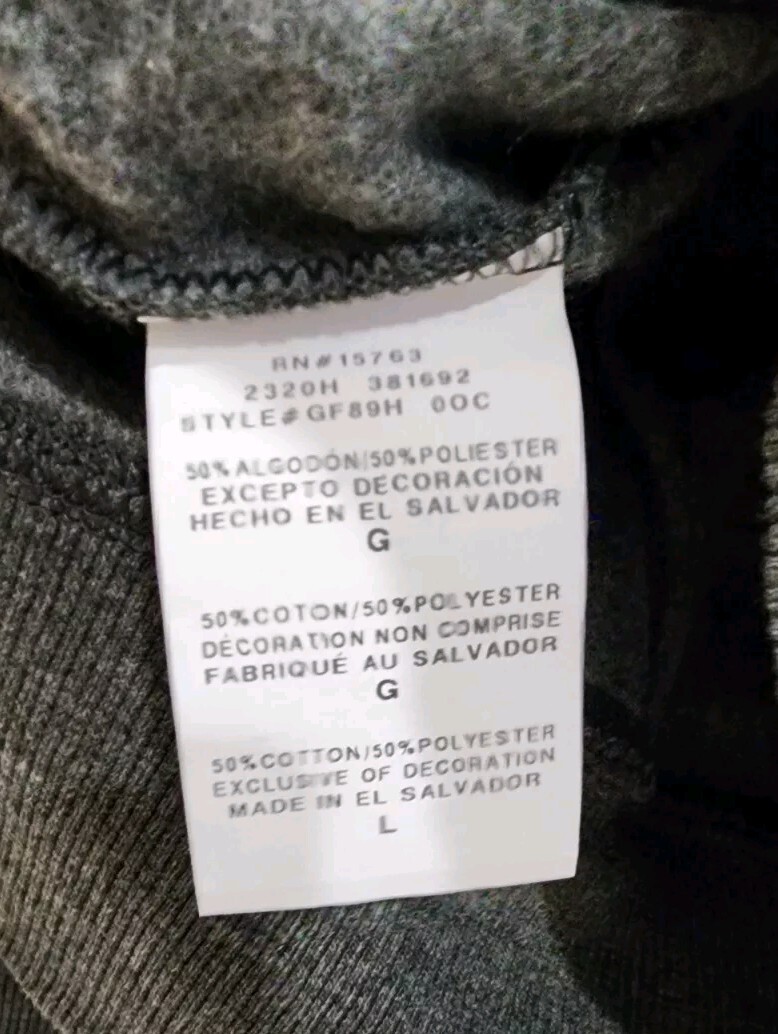 RN#15763
2320H 381692
STYLE#GF89H 00C
50%ALGODÓN/50%POLIESTER
EXCEPTO DECORACIÓN
HECHO EN EL SALVADOR
G
50%COTON/50%POLYESTER
DÉCORATION NON COMPRISE
FABRIQUÉ AU SALVADOR
G
50%COTTON/50%POLYESTER
EXCLUSIVE OF DECORATION
MADE IN EL SALVADOR
L